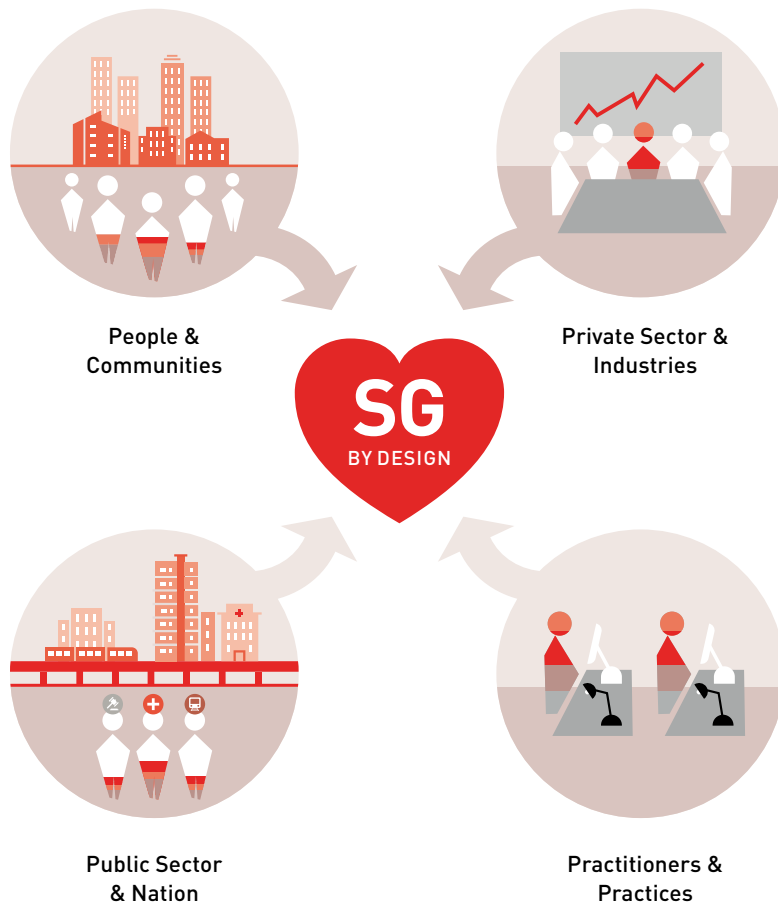 People &
Communities
Private Sector &
Industries
SG
BY DESIGN
Public Sector
& Nation
Practitioners &
Practices